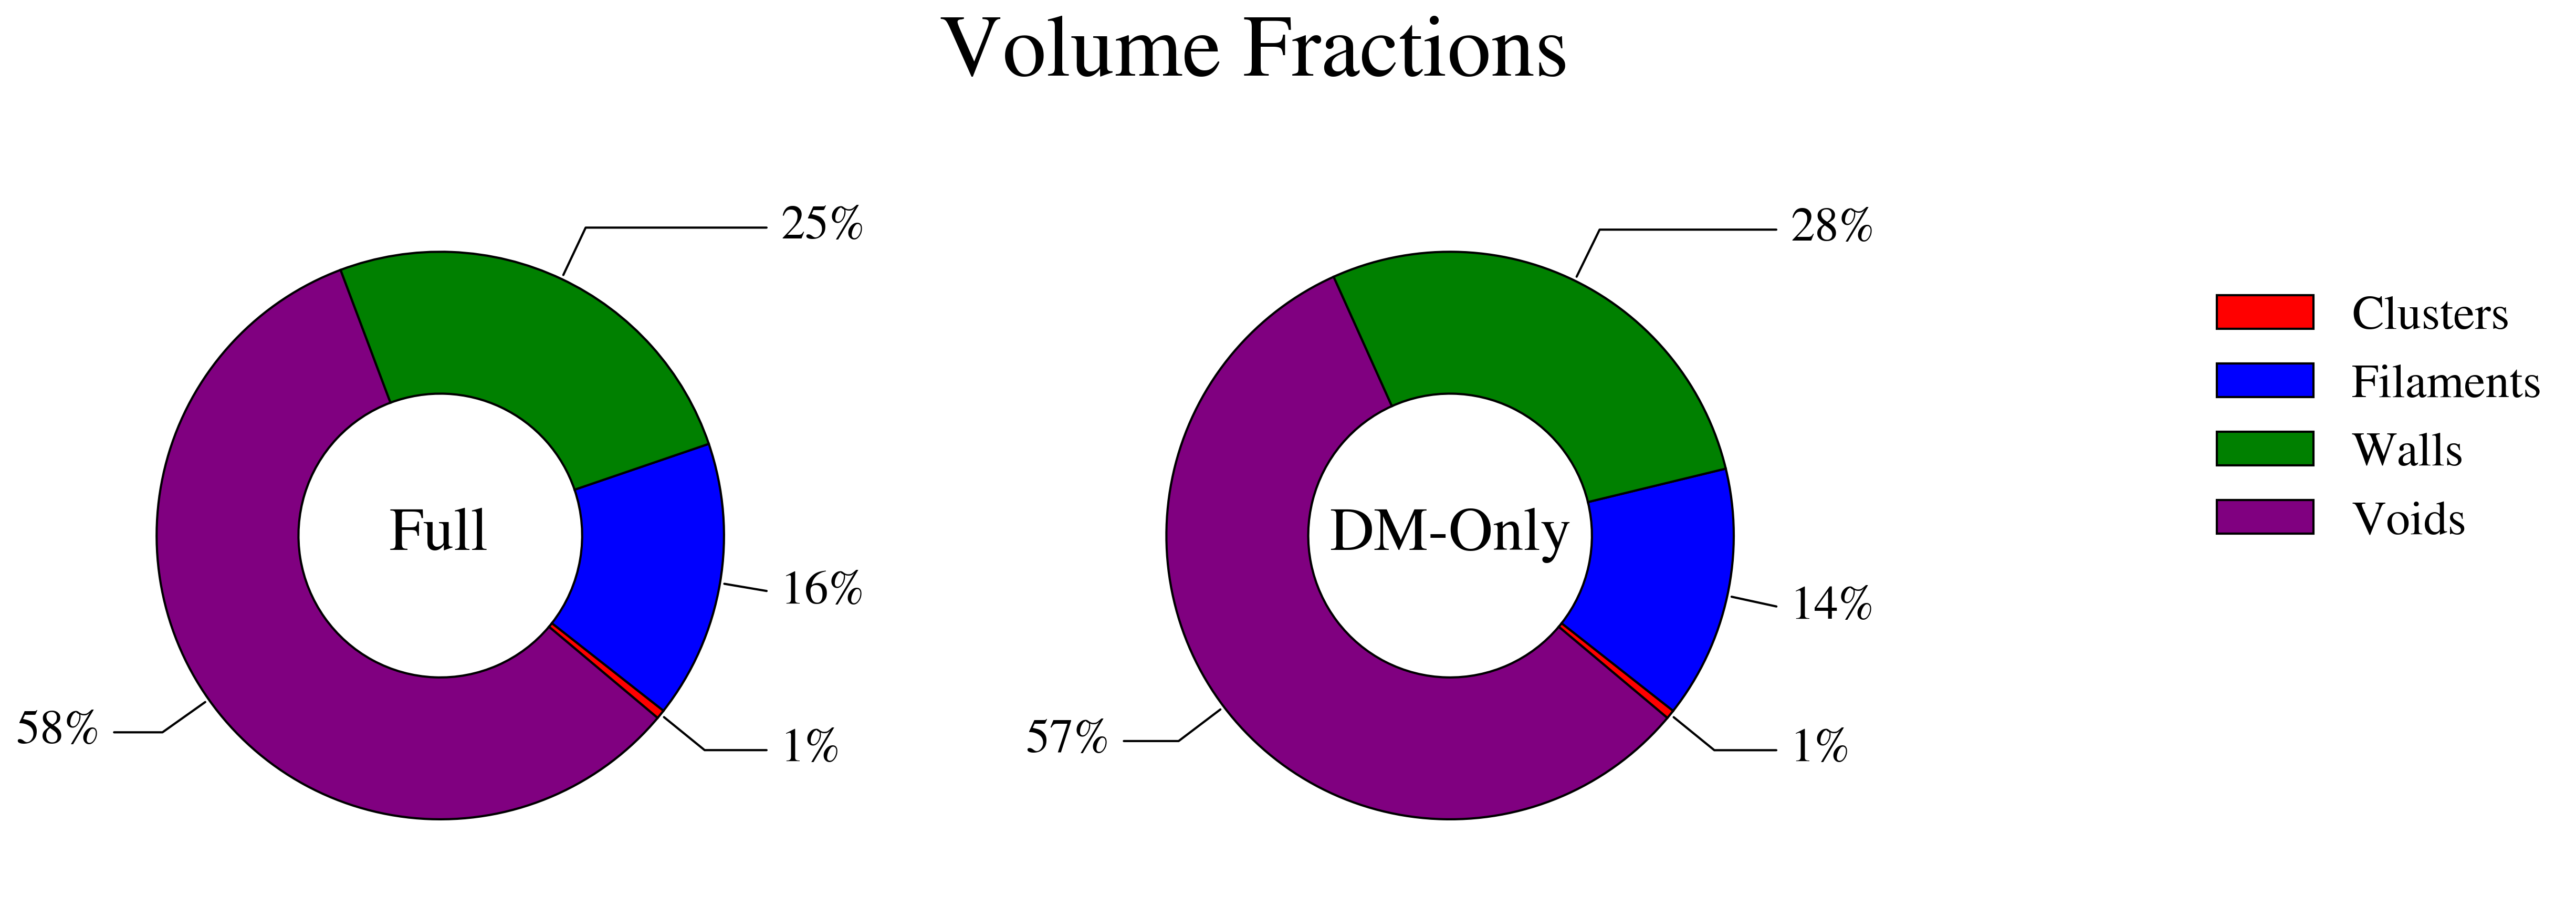 Volume Fractions
25%
Full
16%
58%
1%
28%
DM-Only
14%
57%
1%
Clusters
Filaments
Walls
Voids